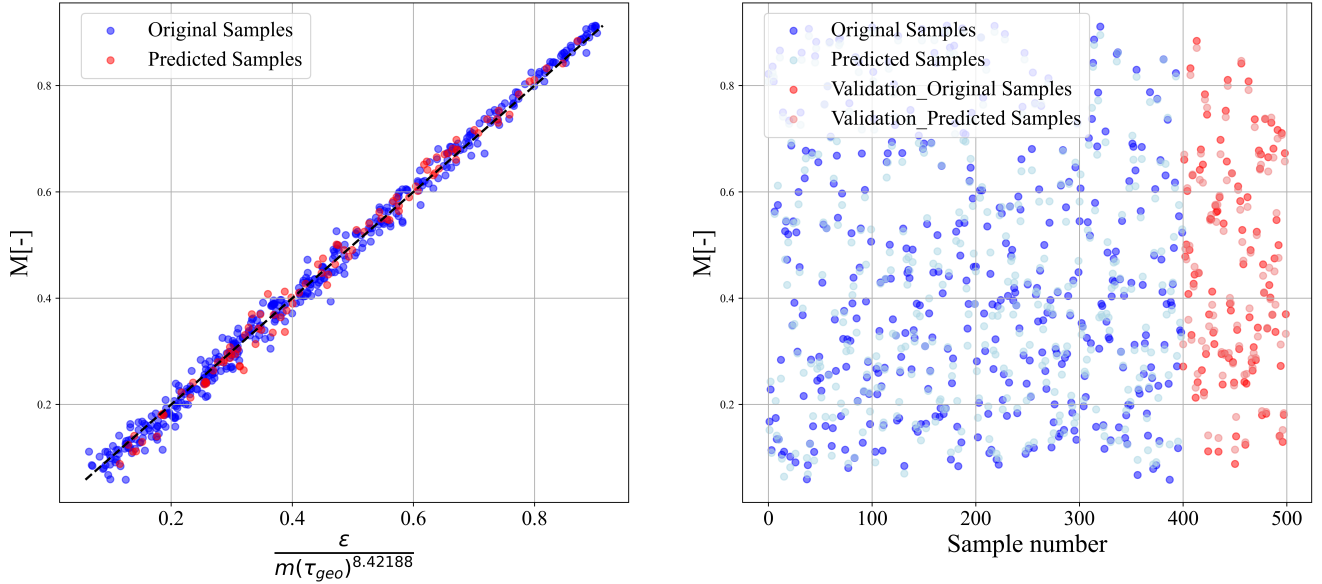 Original Samples
Predicted Samples
0.8
0.6
0.4
0.2
M[-]
0.2 0.4 0.6 0.8
ε
m(τgeo)8.42188
Original Samples
Predicted Samples
Validation_Original Samples
Validation_Predicted Samples
0.8
0.6
0.4
0.2
M[-]
0 100 200 300 400 500
Sample number